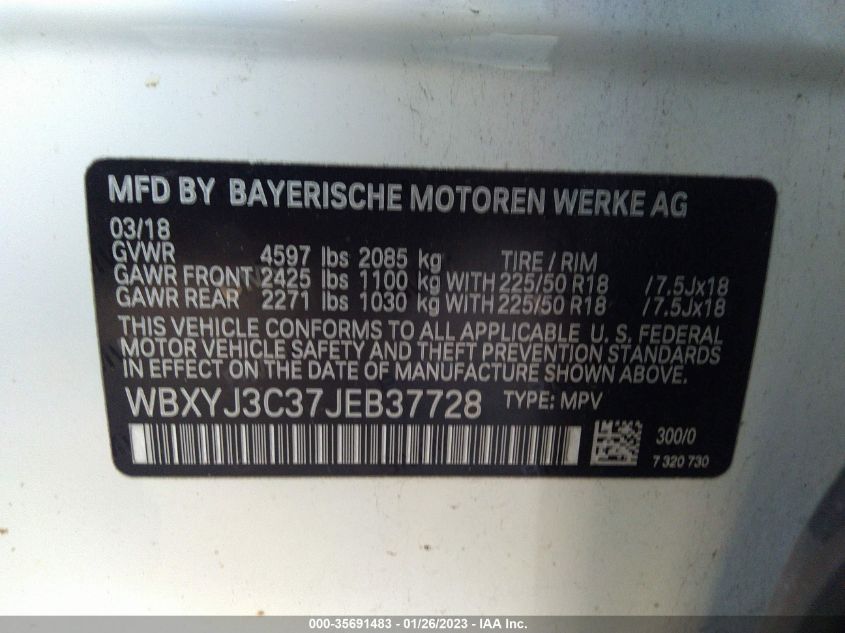 MFD BY BAYERISCHE MOTOREN WERKE AG
03/18
GVWR 4597 lbs 2085 kg TIRE / RIM
GAWR FRONT 2425 lbs 1100 kg WITH 225/50 R18 /7.5Jx18
GAWR REAR 2271 lbs 1030 kg WITH 225/50 R18 /7.5Jx18
THIS VEHICLE CONFORMS TO ALL APPLICABLE U. S. FEDERAL
MOTOR VEHICLE SAFETY AND THEFT PREVENTION STANDARDS
IN EFFECT ON THE DATE OF MANUFACTURE SHOWN ABOVE.
WBXYJ3C37JEB37728 TYPE: MPV
300/0
7 320 730
000-35691483 - 01/26/2023 - IAA Inc.